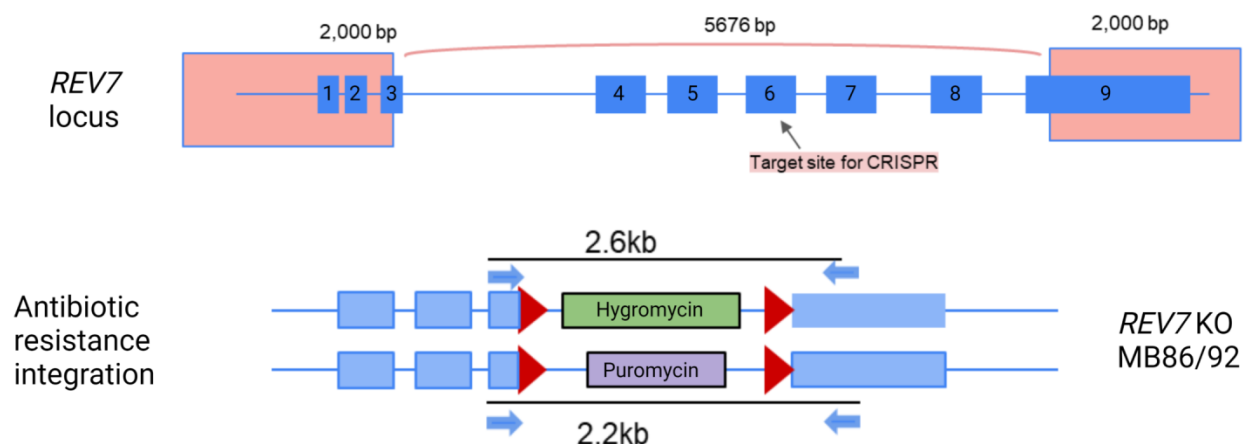 2,000 bp
5676 bp
2,000 bp
REV7
locus
1 2 3 4 5 6 7 8 9
Target site for CRISPR
2.6kb
Antibiotic
resistance
integration
Hygromycin
Puromycin
REV7 KO
MB86/92
2.2kb